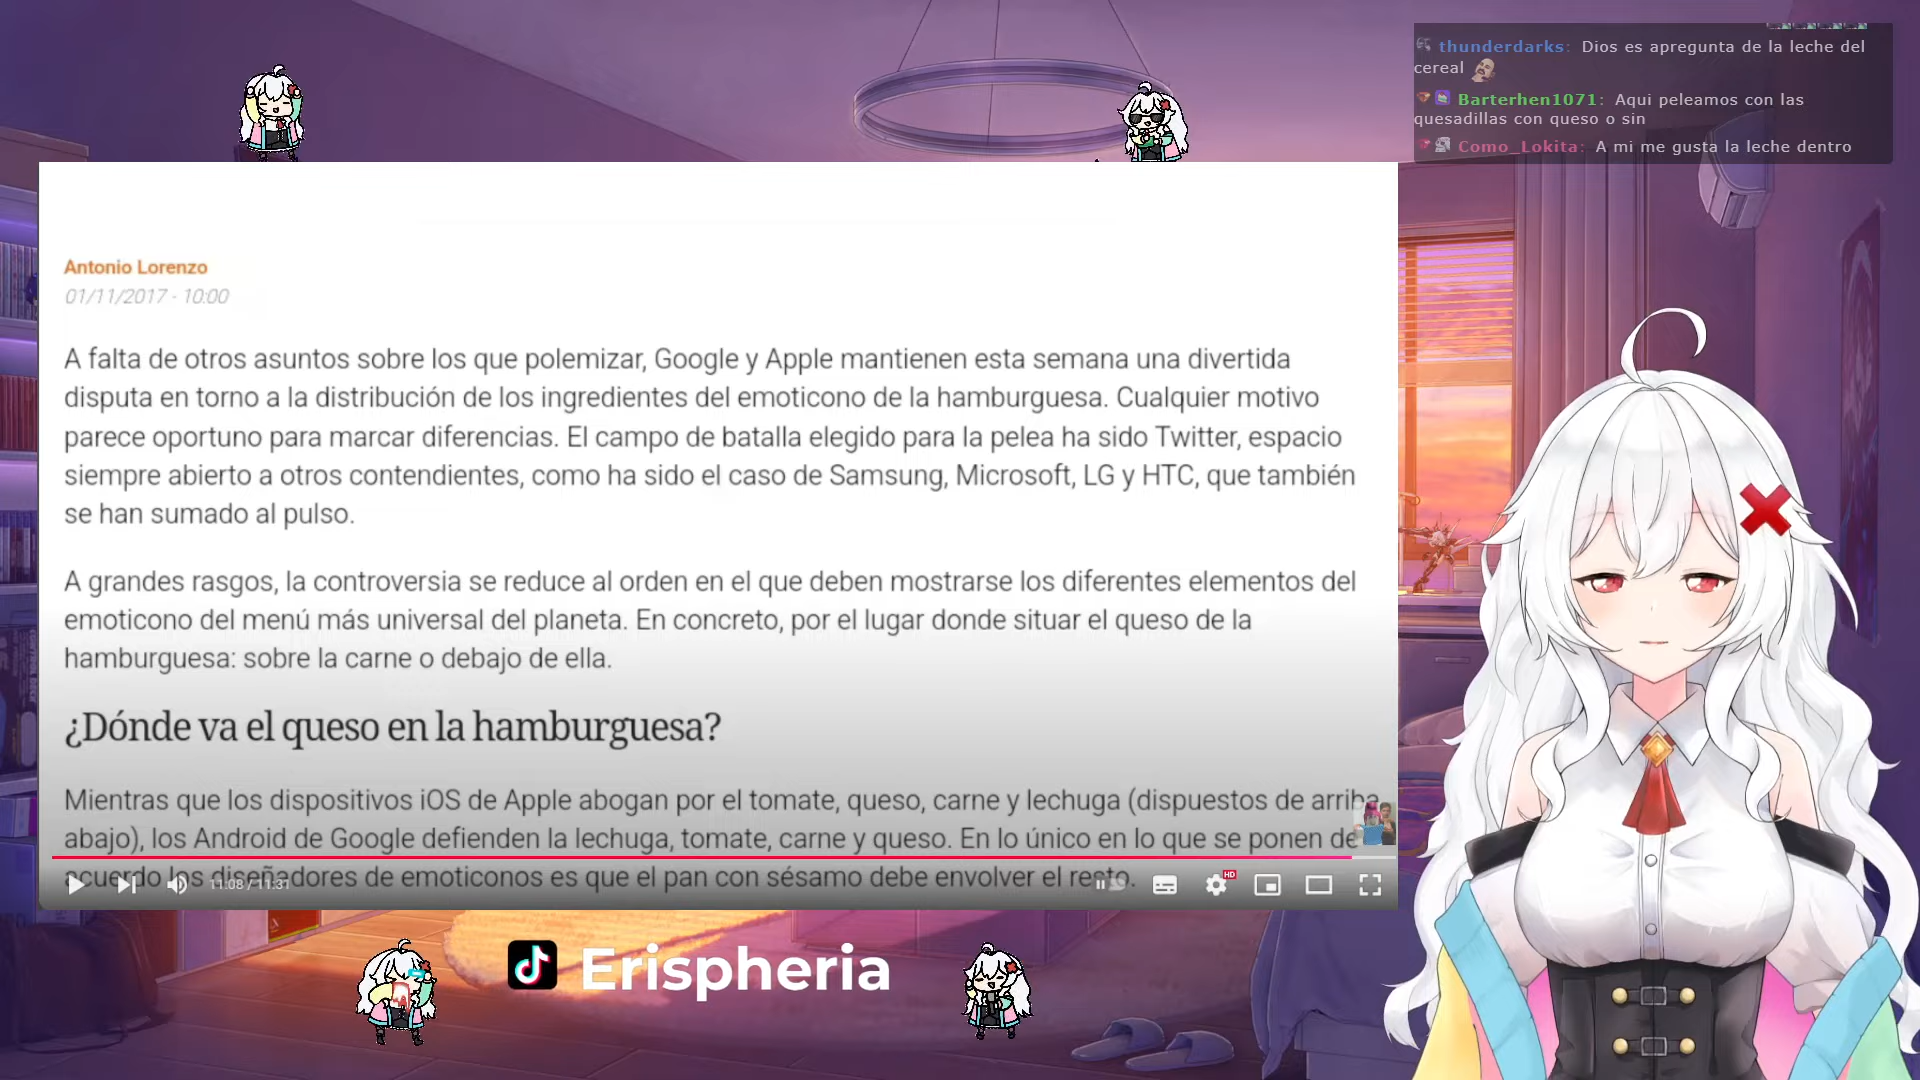 thunderdarks: Dios es apregunta de la leche del
cereal
Barterhen1071: Aqui peleamos con las
quesadillas con queso o sin
Como_Lokita: A mi me gusta la leche dentro
Antonio Lorenzo
01/11/2017 - 10:00
A falta de otros asuntos sobre los que polemizar, Google y Apple mantienen esta semana una divertida
disputa en torno a la distribución de los ingredientes del emoticono de la hamburguesa. Cualquier motivo
parece oportuno para marcar diferencias. El campo de batalla elegido para la pelea ha sido Twitter, espacio
siempre abierto a otros contendientes, como ha sido el caso de Samsung, Microsoft, LG y HTC, que también
se han sumado al pulso.
A grandes rasgos, la controversia se reduce al orden en el que deben mostrarse los diferentes elementos del
emoticono del menú más universal del planeta. En concreto, por el lugar donde situar el queso de la
hamburguesa: sobre la carne o debajo de ella.
¿Dónde va el queso en la hamburguesa?
Mientras que los dispositivos iOS de Apple abogan por el tomate, queso, carne y lechuga (dispuestos de arriba
abajo), los Android de Google defienden la lechuga, tomate, carne y queso. En lo único en lo que se ponen de
acuerdo los diseñadores de emoticonos es que el pan con sésamo debe envolver el resto.
11:08 / 11:31
HD
Erispheria